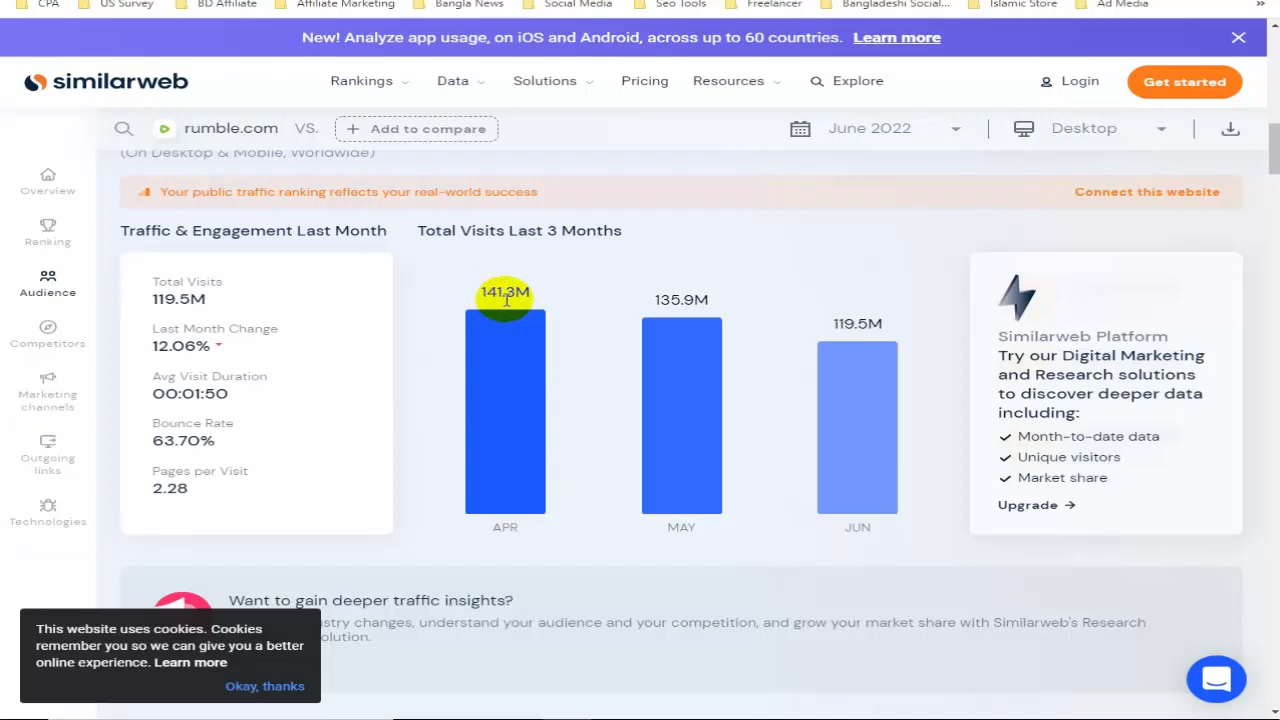 CPA US Survey BD Affiliate Affiliate Marketing Bangla News Social Media Seo Tools Freelancer Bangladeshi Social... Islamic Store Ad Media »
New! Analyze app usage, on iOS and Android, across up to 60 countries. Learn more
similarweb Rankings Data Solutions Pricing Resources Explore Login Get started
rumble.com VS. + Add to compare June 2022 Desktop
(On Desktop & Mobile, Worldwide)
Your public traffic ranking reflects your real-world success Connect this website
Overview
Ranking
Audience
Competitors
Marketing
channels
Outgoing
links
Technologies
Traffic & Engagement Last Month
Total Visits
119.5M
Last Month Change
12.06%
Avg Visit Duration
00:01:50
Bounce Rate
63.70%
Pages per Visit
2.28
Total Visits Last 3 Months
141.3M 135.9M 119.5M
APR MAY JUN
Similarweb Platform
Try our Digital Marketing
and Research solutions
to discover deeper data
including:
Month-to-date data
Unique visitors
Market share
Upgrade →
Want to gain deeper traffic insights?
changes, understand your audience and your competition, and grow your market share with Similarweb's Research
This website uses cookies. Cookies
remember you so we can give you a better
online experience. Learn more
Okay, thanks